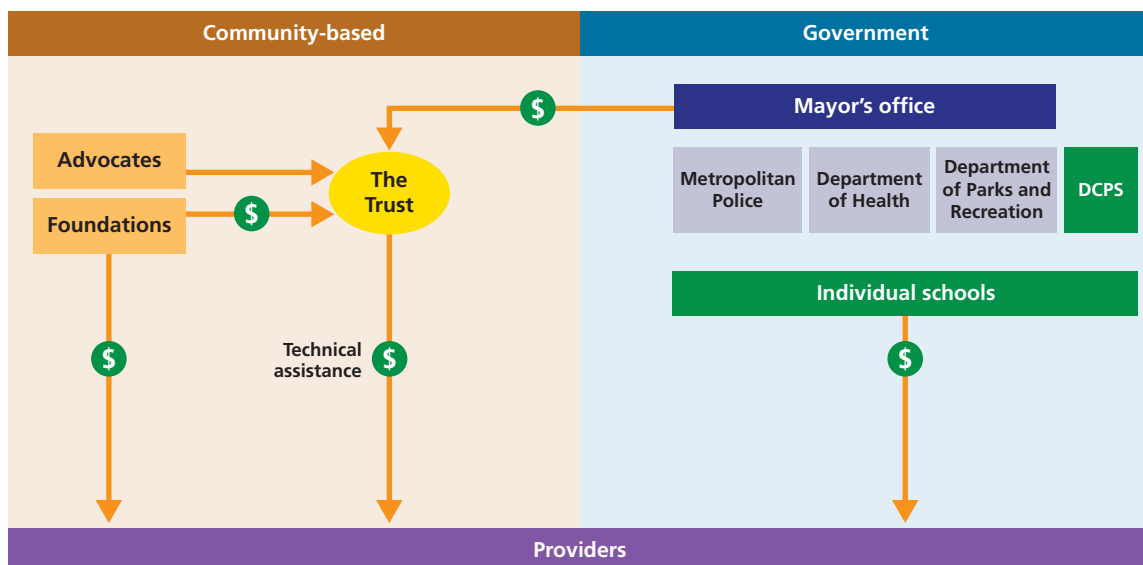 Community-based
Government
$
Mayor's office
Advocates
The
Trust
Metropolitan
Police
Department
of Health
Department
of Parks and
Recreation
DCPS
Foundations
$
Individual schools
$
Technical
assistance
$
$
Providers